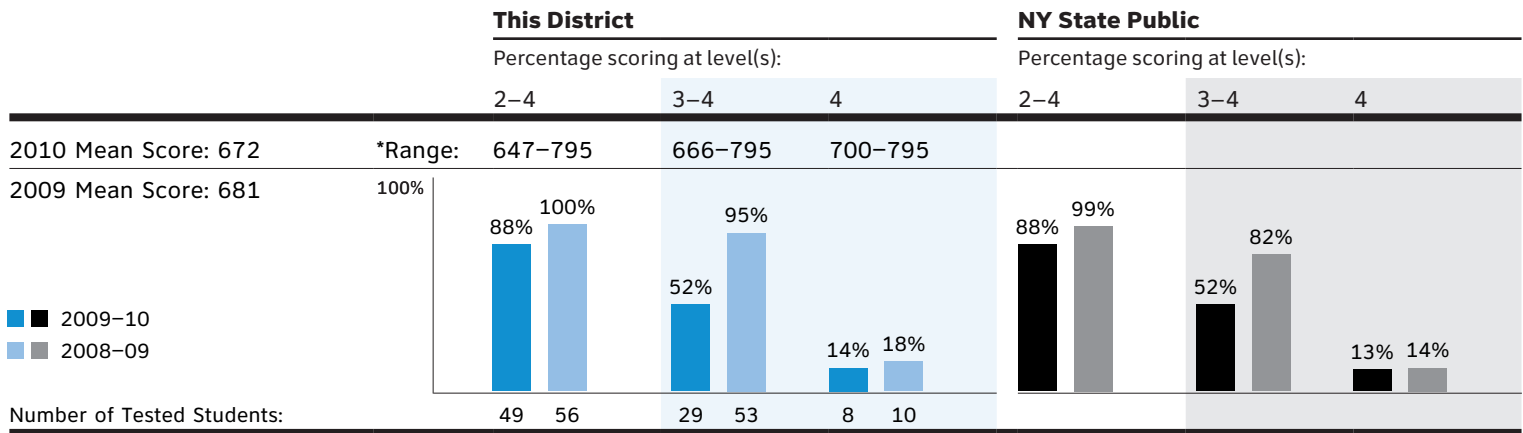 This District NY State Public
Percentage scoring at level(s): Percentage scoring at level(s):
2–4 3–4 4 2–4 3–4 4
2010 Mean Score: 672 *Range: 647–795 666–795 700–795
2009 Mean Score: 681 100%
88% 100% 52% 95% 14% 18% 88% 99% 52% 82% 13% 14%
2009–10
2008–09
Number of Tested Students: 49 56 29 53 8 10